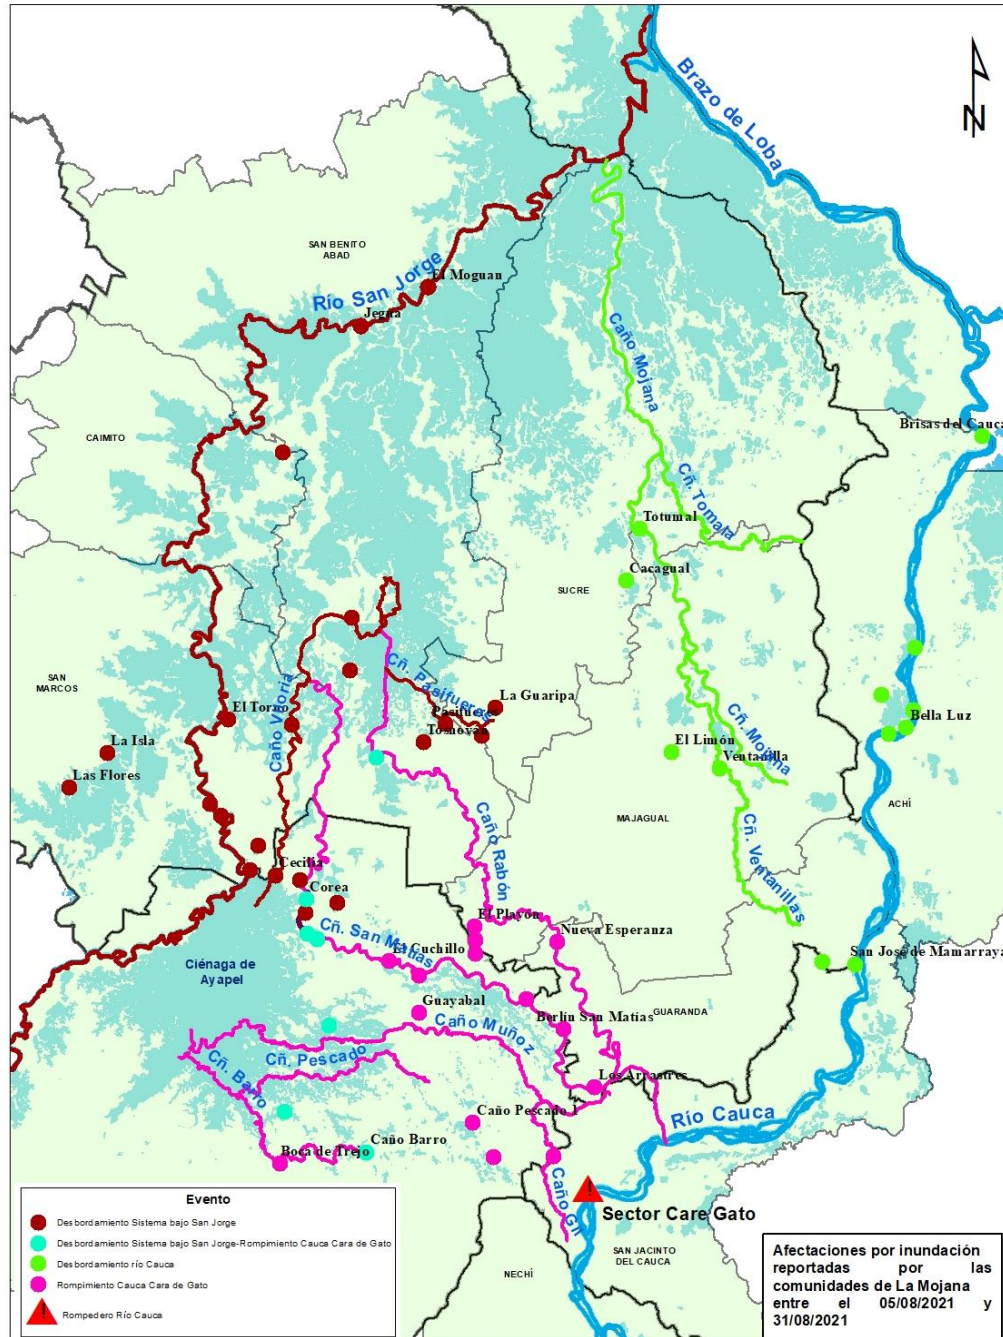 Brazo de Loba
N
SAN BENITO
ABAD
Río San Jorge
El Moguan
Jegua
Caño Mojana
CAIMITO
Brisas del Cauca
Cñ. Tomala
Totumal
Cacagual
SUCRE
SAN
MARCOS
Cñ. Pasifueros
La Guaripa
El Torno
Pasifueres
Caño Viloria
La Isla
Las Flores
Cñ. Mojina
Bella Luz
El Limón
Ventanilla
ACHÍ
MAJAGUAL
Caño Rabón
Cñ. Ventanillas
Cecilia
Corea
El Playón
Nueva Esperanza
Cñ. San Matías
El Cuchillo
San José de Mamarraya
Ciénaga de
Ayapel
Guayabal
Caño Muñoz
Berlín San Matías
GUARANDA
Cñ. Pescado
Cñ. Barro
Los Arrastres
Río Cauca
Caño Pescado 1
Caño Barro
Boca de Trejo
Caño Gil
Sector Care Gato
SAN JACINTO
DEL CAUCA
NECHÍ
Evento
Desbordamiento Sistema bajo San Jorge
Desbordamiento Sistema bajo San Jorge-Rompimiento Cauca Cara de Gato
Desbordamiento río Cauca
Rompimiento Cauca Cara de Gato
! Rompedero Río Cauca
Afectaciones por inundación
reportadas por las
comunidades de La Mojana
entre el 05/08/2021 y
31/08/2021